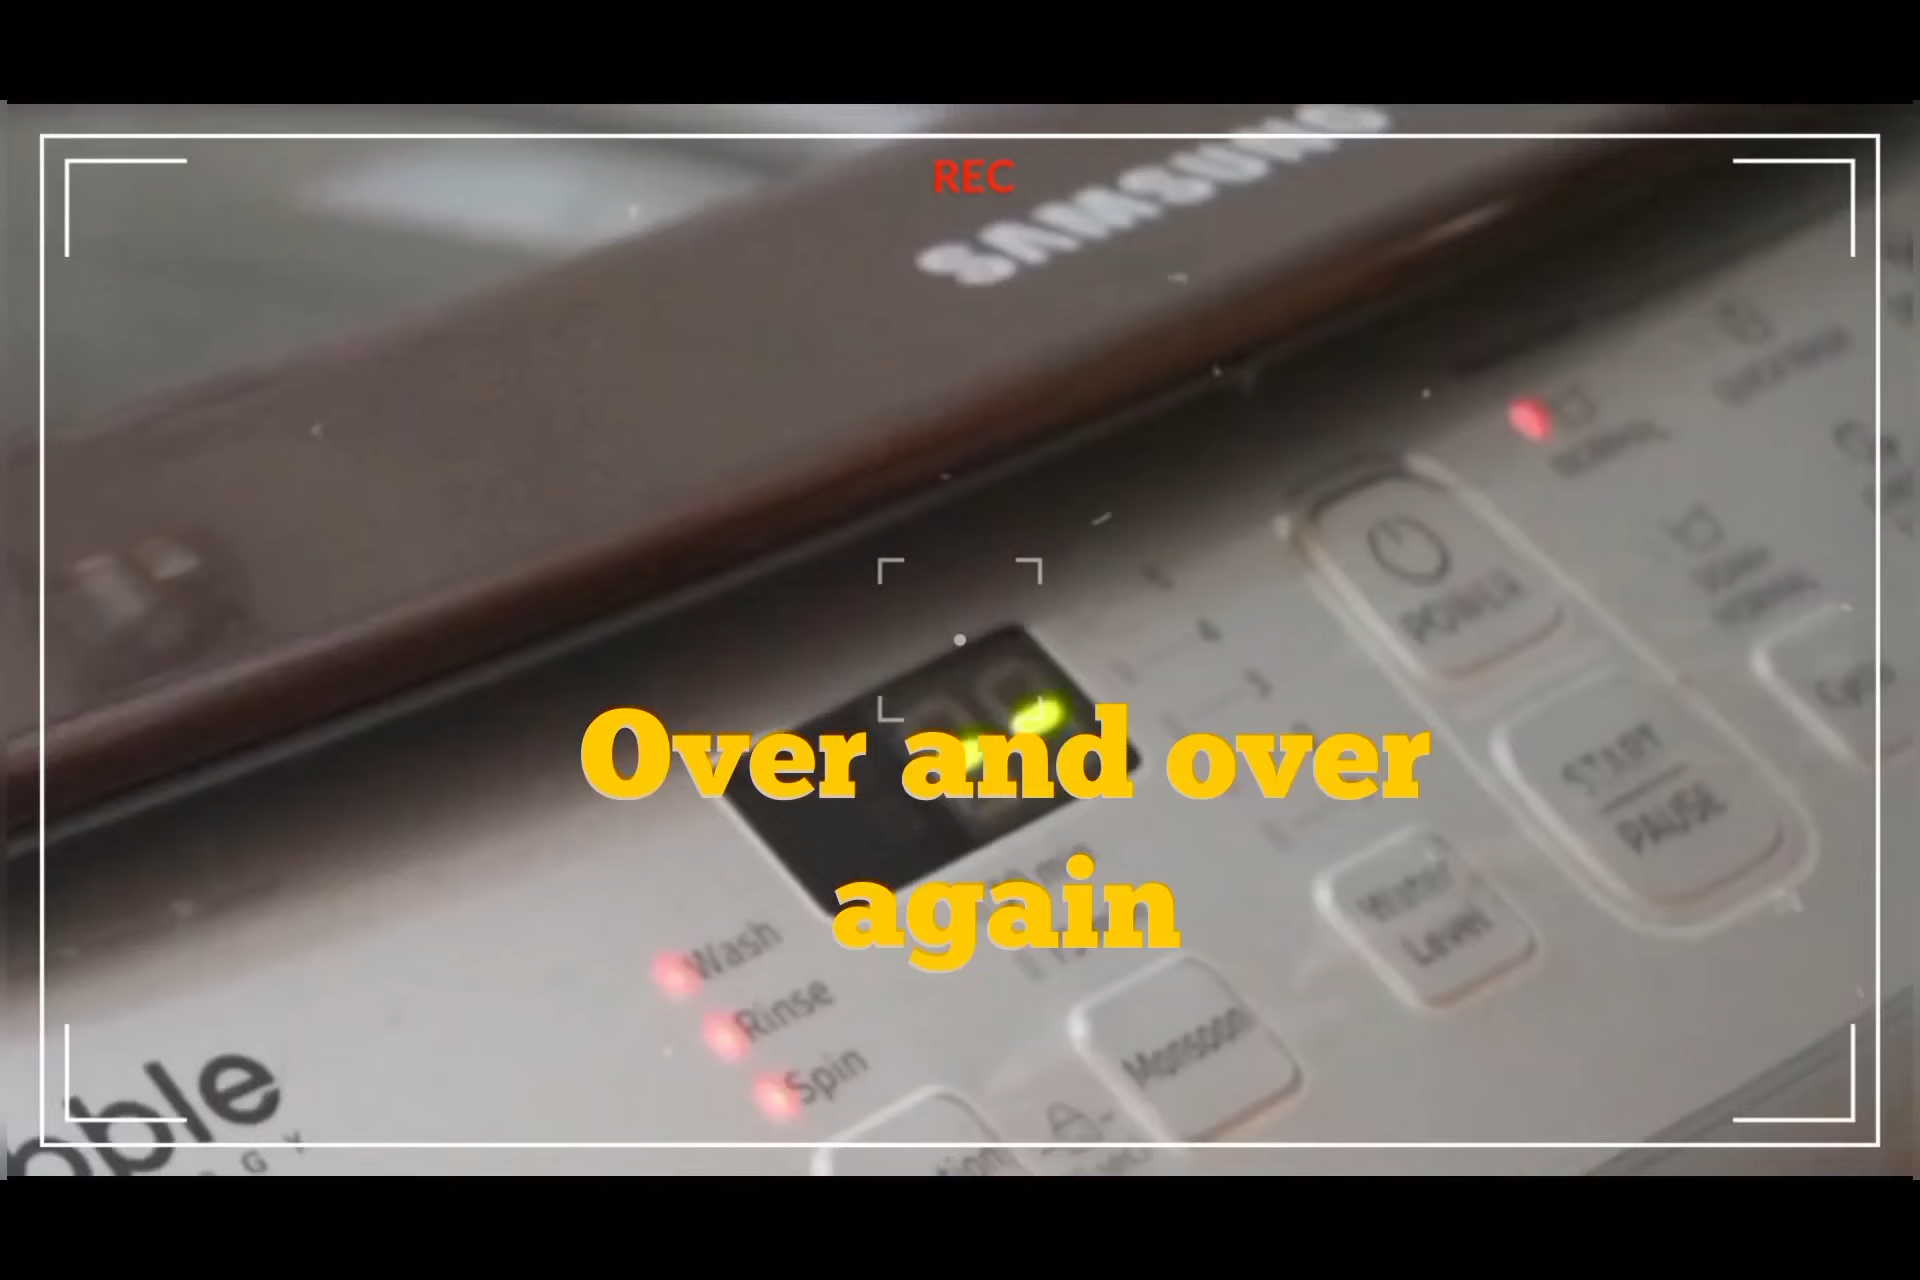 REC
SAMSUNG
POWER
START
PAUSE
Over and over
again
Water
Level
Wash
Rinse
Spin
Monsoon
bble